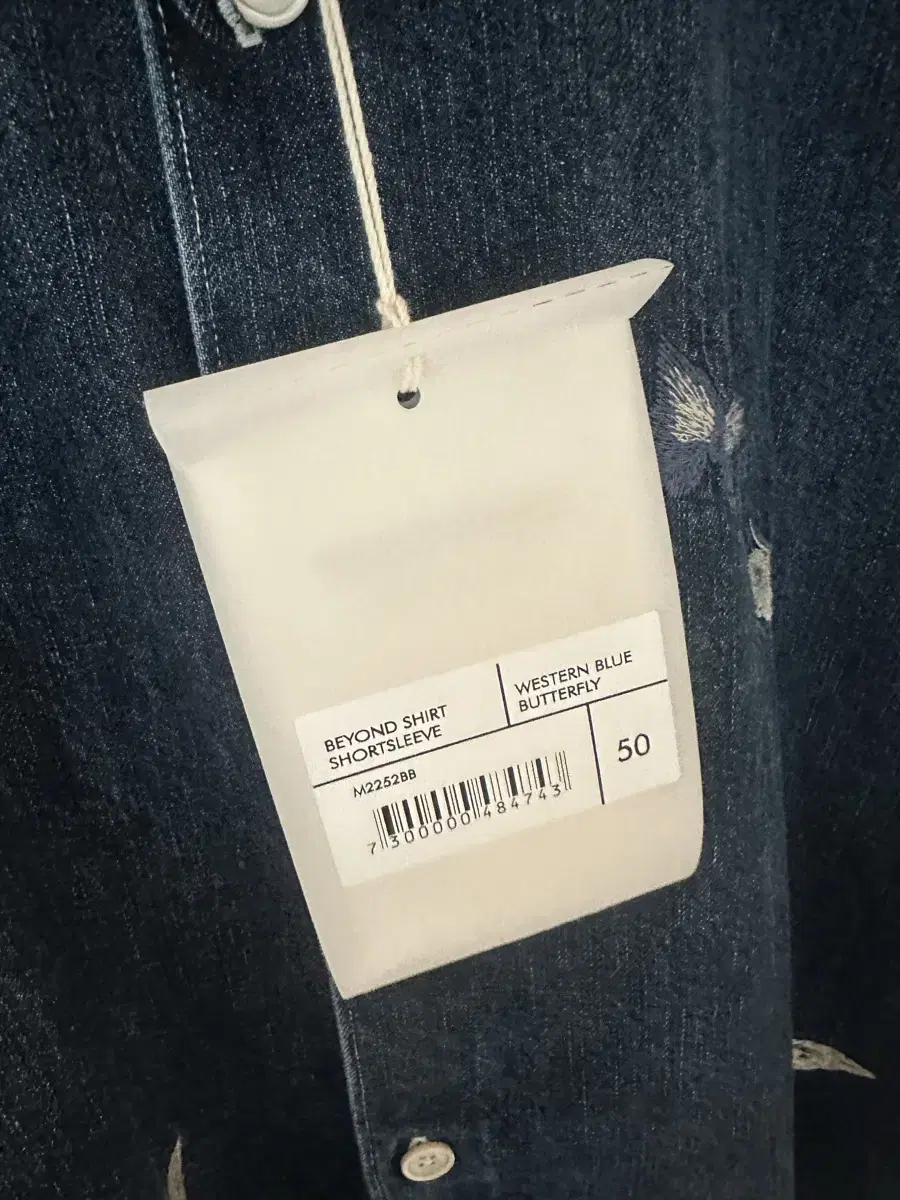 BEYOND SHIRT
SHORTSLEEVE
WESTERN BLUE
BUTTERFLY
M2252BB
50
7300000484743